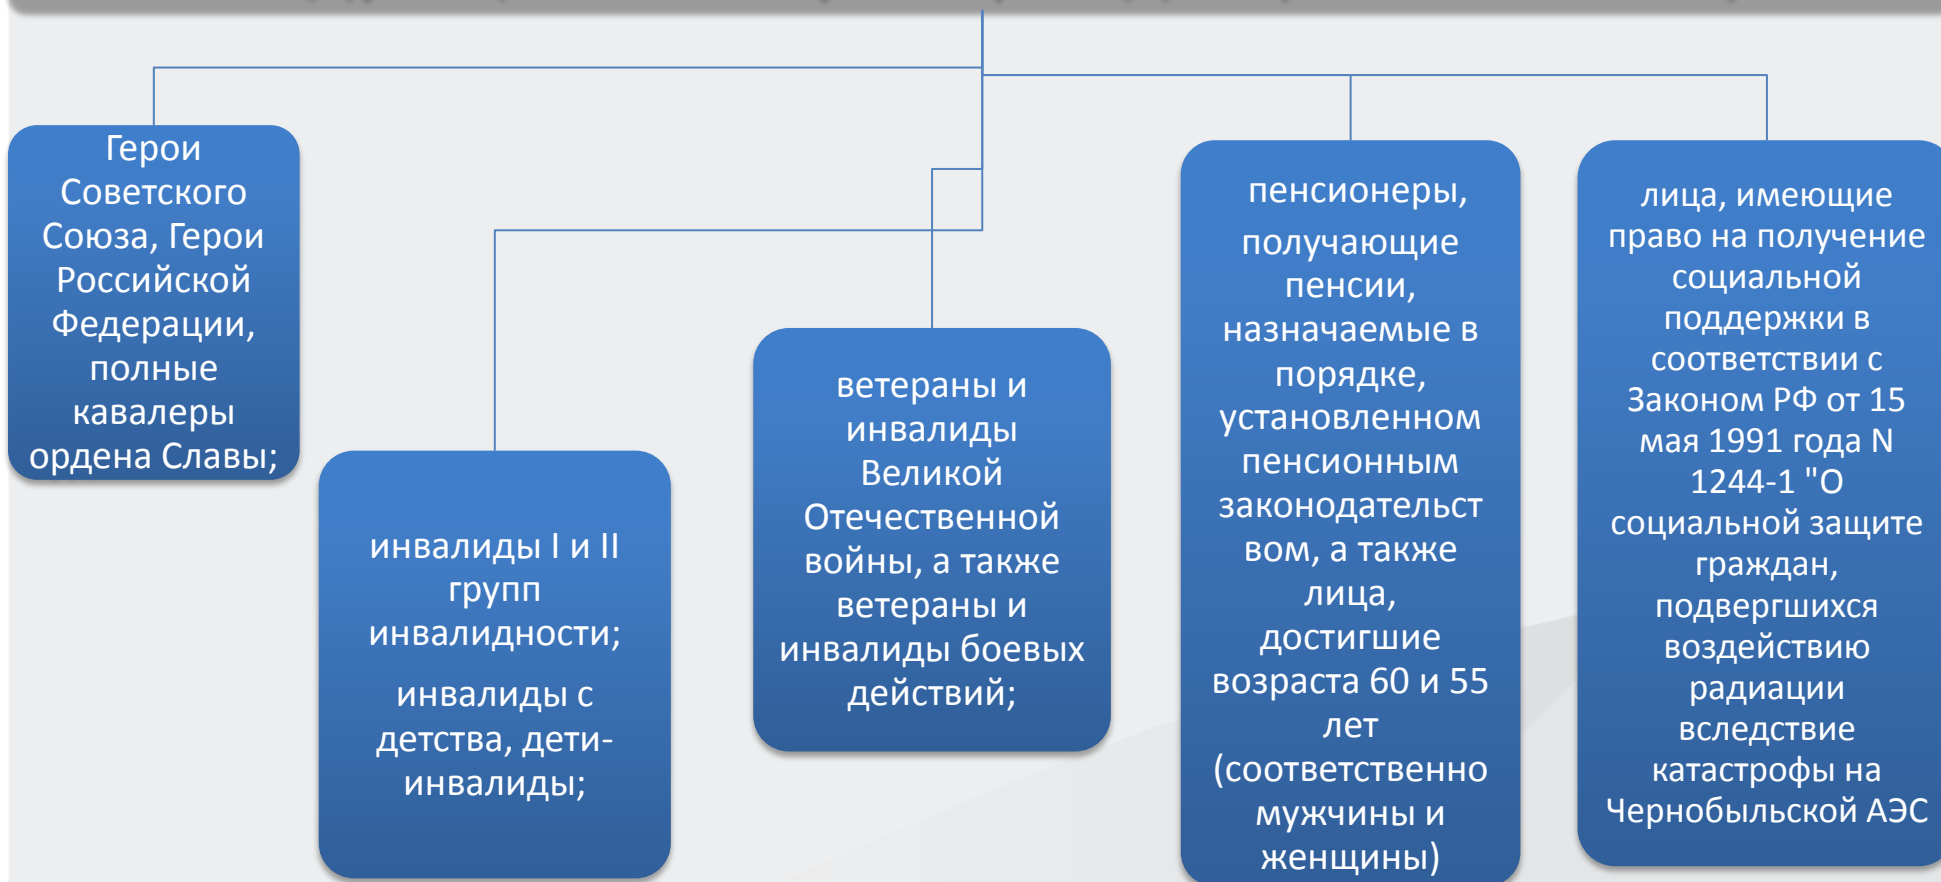 Герои
Советского
Союза, Герои
Российской
Федерации,
полные
кавалеры
ордена Славы;
инвалиды I и II
групп
инвалидности;
инвалиды с
детства, дети-
инвалиды;
ветераны и
инвалиды
Великой
Отечественной
войны, а также
ветераны и
инвалиды боевых
действий;
пенсионеры,
получающие
пенсии,
назначаемые в
порядке,
установленном
пенсионным
законодательст
вом, а также
лица,
достигшие
возраста 60 и 55
лет
(соответственно
мужчины и
женщины)
лица, имеющие
право на получение
социальной
поддержки в
соответствии с
Законом РФ от 15
мая 1991 года N
1244-1 "О
социальной защите
граждан,
подвергшихся
воздействию
радиации
вследствие
катастрофы на
Чернобыльской АЭС